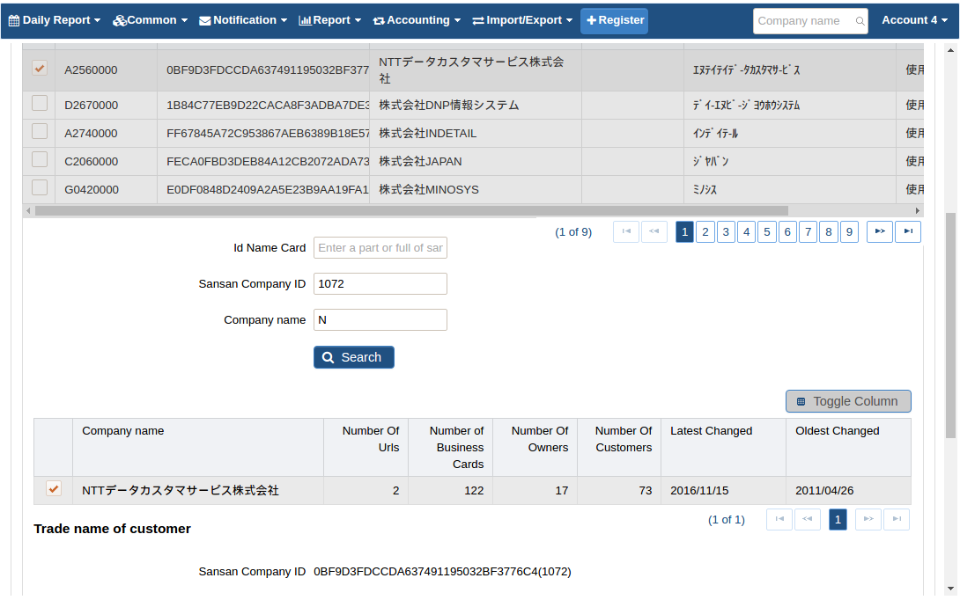 Daily Report Common Notification Report Accounting Import/Export Register Company name Account 4
A2560000 0BF9D3FDCCDA637491195032BF377 NTTデータカスタマサービス株式会社 ｴﾇﾃｲﾃｲﾃﾞ-ﾀｶｽﾀﾏｻ-ﾋﾞｽ 使用
D2670000 1B84C77EB9D22CACA8F3ADBA7DE3 株式会社DNP情報システム ﾃﾞｲ-ｴﾇﾋﾟ-ｼﾞﾖｳﾎｳｼｽﾃﾑ 使用
A2740000 FF67845A72C953867AEB6389B18E57 株式会社INDETAIL ｲﾝﾃﾞｲﾃ-ﾙ 使用
C2060000 FECA0FBD3DEB84A12CB2072ADA73 株式会社JAPAN ｼﾞﾔﾊﾟﾝ 使用
G0420000 E0DF0848D2409A2A5E23B9AA19FA1 株式会社MINOSYS ﾐﾉｼｽ 使用
(1 of 9) 1 2 3 4 5 6 7 8 9
Id Name Card Enter a part or full of sar
Sansan Company ID 1072
Company name N
Search
Toggle Column
Company name Number Of Urls Number of Business Cards Number Of Owners Number Of Customers Latest Changed Oldest Changed
NTTデータカスタマサービス株式会社 2 122 17 73 2016/11/15 2011/04/26
(1 of 1) 1
Trade name of customer
Sansan Company ID 0BF9D3FDCCDA637491195032BF3776C4(1072)